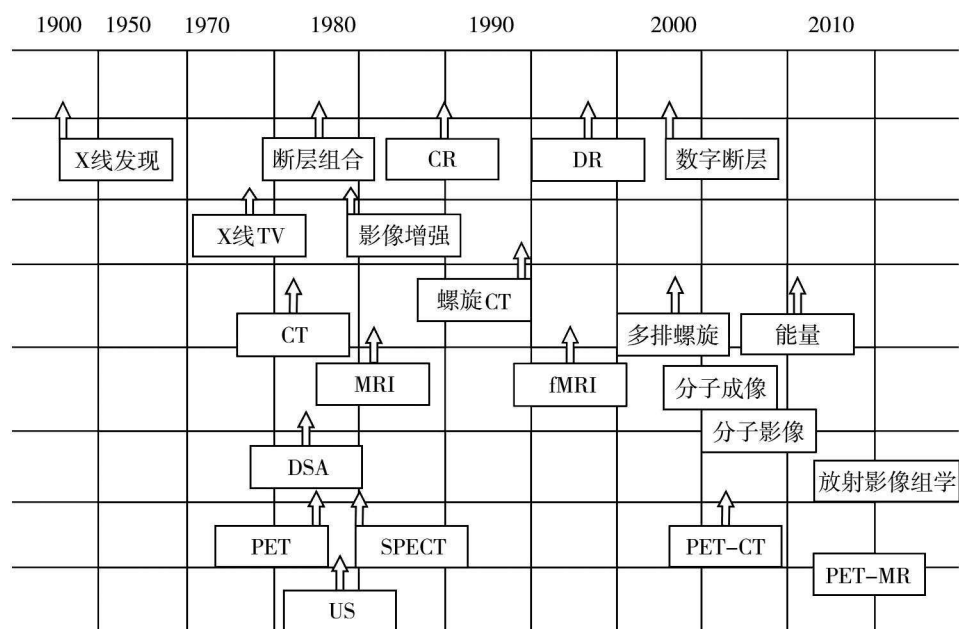 1900 1950 1970 1980 1990 2000 2010
X线发现 断层组合 CR DR 数字断层
X线TV 影像增强
螺旋CT
CT 多排螺旋 能量
MRI fMRI 分子成像
分子影像
DSA
放射影像组学
PET SPECT PET-CT
PET-MR
US